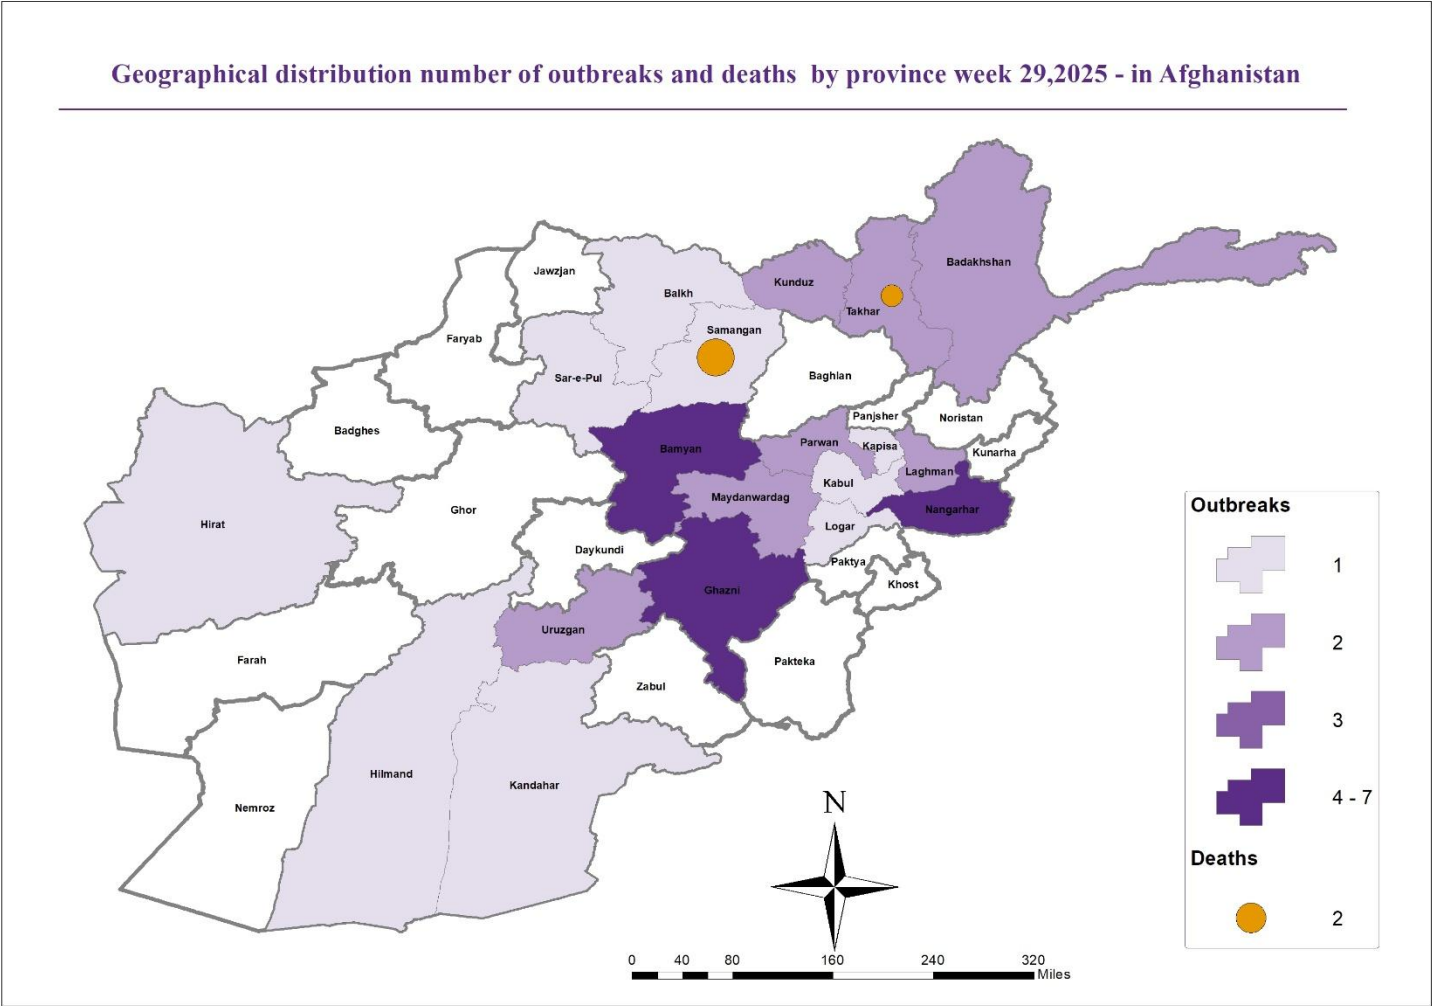 Geographical distribution number of outbreaks and deaths by province week 29,2025 - in Afghanistan
Badakhshan
Jawzjan
Kunduz
Balkh
Takhar
Samangan
Faryab
Sar-e-Pul
Baghlan
Panjsher
Noristan
Badghes
Parwan
Kapisa
Bamyan
Kunarha
Laghman
Kabul
Maydanwardag
Ghor
Nangarhar
Hirat
Logar
Daykundi
Paktya
Khost
Ghazni
Uruzgan
Farah
Pakteka
Zabul
Hilmand
Kandahar
Nemroz
N
0 40 80 160 240 320
Miles
Outbreaks
1
2
3
4 - 7
Deaths
2